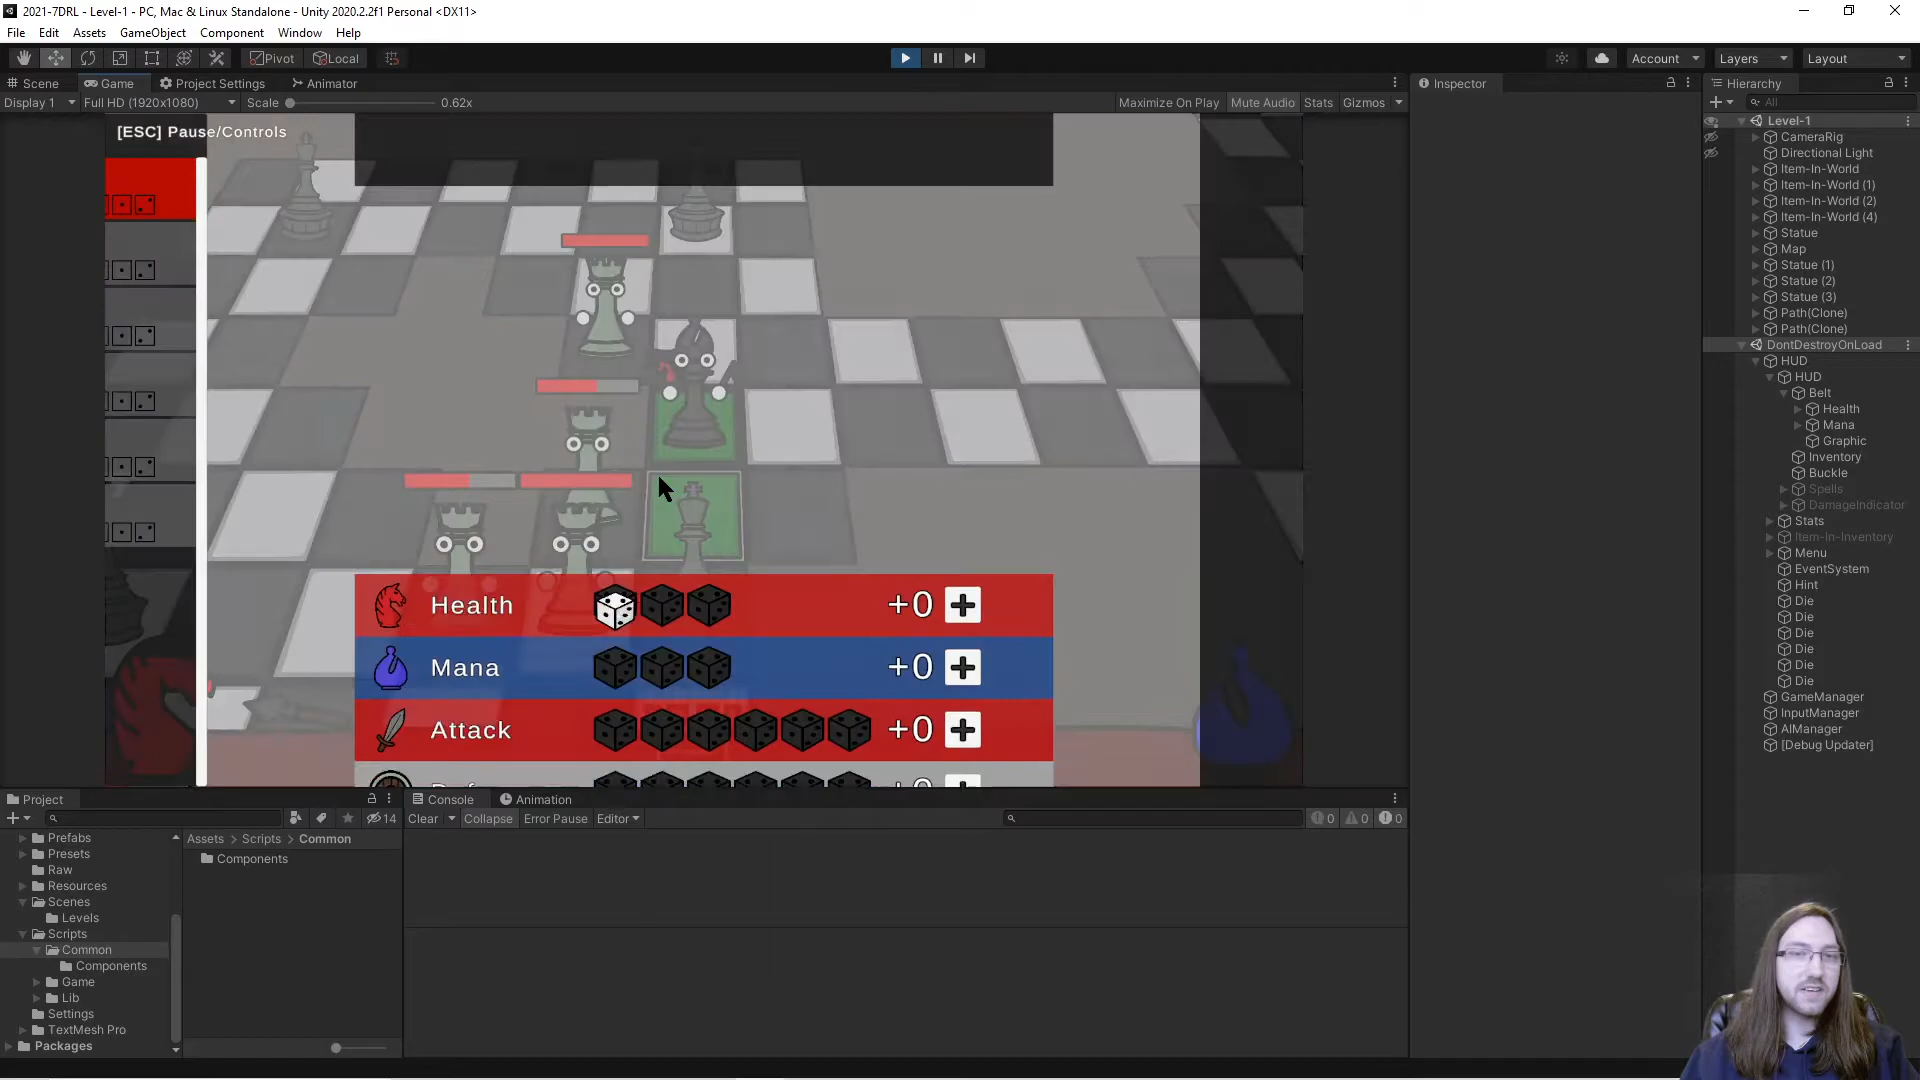 2021-7DRL - Level-1 - PC, Mac & Linux Standalone - Unity 2020.2.2f1 Personal <DX11>
File Edit Assets GameObject Component Window Help
Pivot Local Account Layers Layout
Scene Game Project Settings Animator
Display 1 Full HD (1920x1080) Scale 0.62x Maximize On Play Mute Audio Stats Gizmos
[ESC] Pause/Controls
Health +0
Mana +0
Attack +0
+0
Inspector
Hierarchy
All
Level-1
CameraRig
Directional Light
Item-In-World
Item-In-World (1)
Item-In-World (2)
Item-In-World (4)
Statue
Map
Statue (1)
Statue (2)
Statue (3)
Path(Clone)
Path(Clone)
DontDestroyOnLoad
HUD
HUD
Belt
Health
Mana
Graphic
Inventory
Buckle
Spells
DamageIndicator
Stats
Item-In-Inventory
Menu
EventSystem
Hint
Die
Die
Die
Die
Die
Die
GameManager
InputManager
AIManager
[Debug Updater]
Project
14
Prefabs
Presets
Raw
Resources
Scenes
Levels
Scripts
Common
Components
Game
Lib
Settings
TextMesh Pro
Packages
Assets > Scripts > Common
Components
Console Animation
Clear Collapse Error Pause Editor 0 0 0